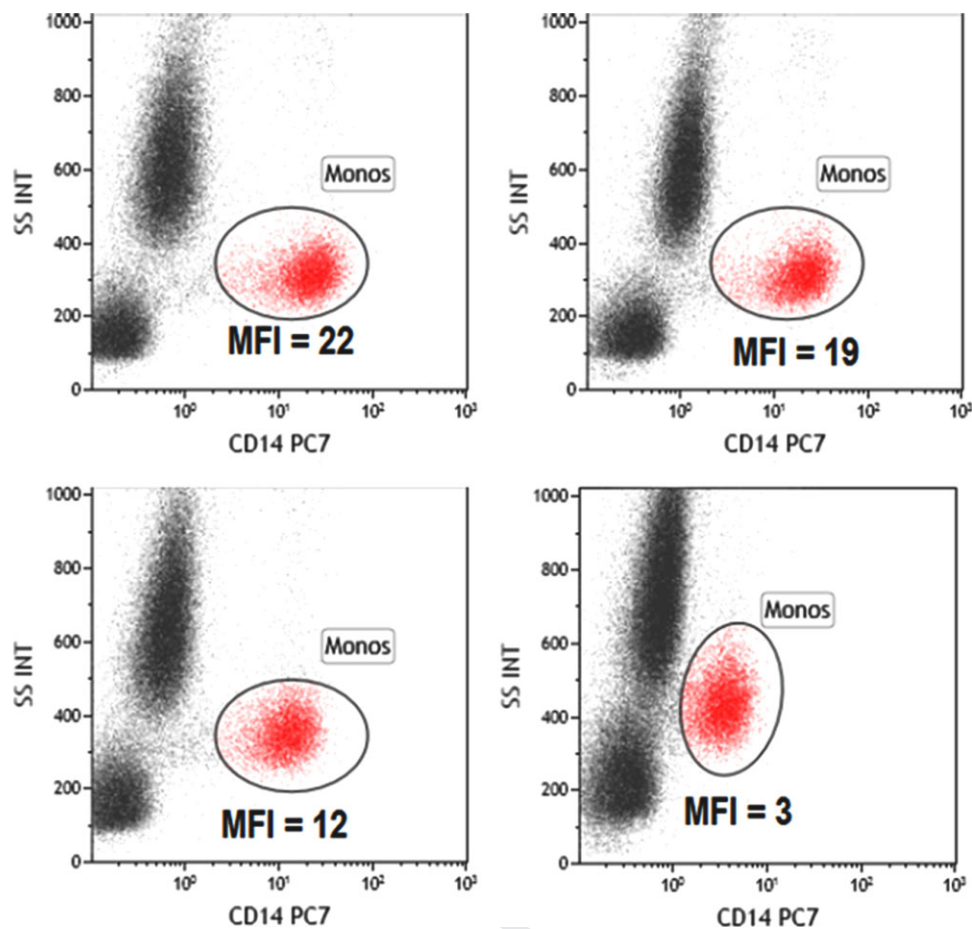 1000
800
600
400
200
0
SS INT
Monos
MFI = 22
10⁰ 10¹ 10² 10³
CD14 PC7
1000
800
600
400
200
0
SS INT
Monos
MFI = 19
10⁰ 10¹ 10² 10³
CD14 PC7
1000
800
600
400
200
0
SS INT
Monos
MFI = 12
10⁰ 10¹ 10² 10³
CD14 PC7
1000
800
600
400
200
0
SS INT
Monos
MFI = 3
10⁰ 10¹ 10² 10³
CD14 PC7